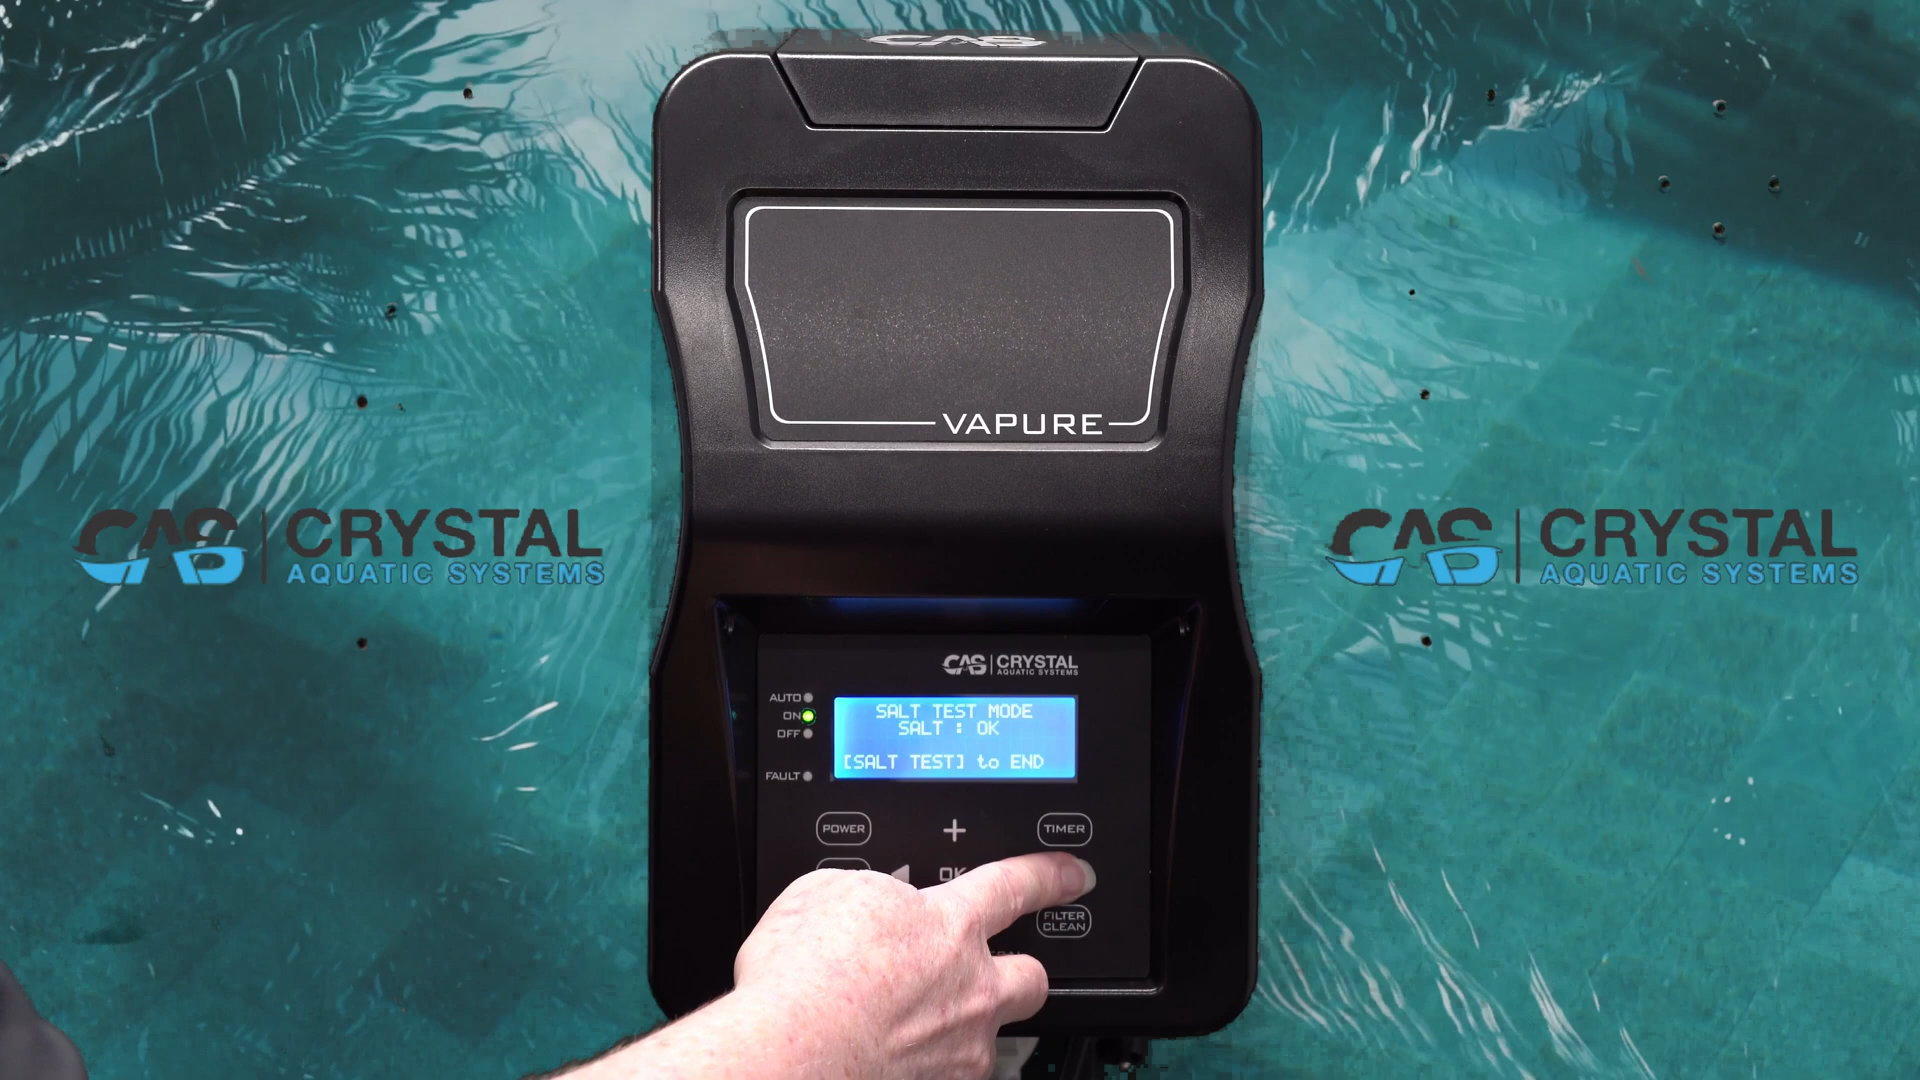 CAS
VAPURE
CAS CRYSTAL
AQUATIC SYSTEMS
CAS CRYSTAL
AQUATIC SYSTEMS
CAS CRYSTAL
AQUATIC SYSTEMS
AUTO
ON
OFF
FAULT
SALT TEST MODE
SALT : OK
[SALT TEST] to END
POWER
+
TIMER
OK
FILTER
CLEAN